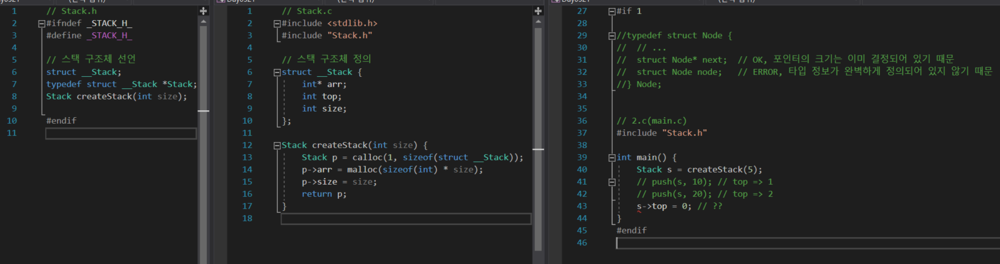 // Stack.h
#ifndef _STACK_H_
#define _STACK_H_
// 스택 구조체 선언
struct __Stack;
typedef struct __Stack *Stack;
Stack createStack(int size);
#endif
1
2
3
4
5
6
7
8
9
10
11
// Stack.c
#include <stdlib.h>
#include "Stack.h"
// 스택 구조체 정의
struct __Stack {
int* arr;
int top;
int size;
};
Stack createStack(int size) {
Stack p = calloc(1, sizeof(struct __Stack));
p->arr = malloc(sizeof(int) * size);
p->size = size;
return p;
}
1
2
3
4
5
6
7
8
9
10
11
12
13
14
15
16
17
18
#if 1
//typedef struct Node {
// // ...
// struct Node* next; // OK, 포인터의 크기는 이미 결정되어 있기 때문
// struct Node node; // ERROR, 타입 정보가 완벽하게 정의되어 있지 않기 때문
//} Node;
// 2.c(main.c)
#include "Stack.h"
int main() {
Stack s = createStack(5);
// push(s, 10); // top => 1
// push(s, 20); // top => 2
s->top = 0; // ??
}
#endif
27
28
29
30
31
32
33
34
35
36
37
38
39
40
41
42
43
44
45
46